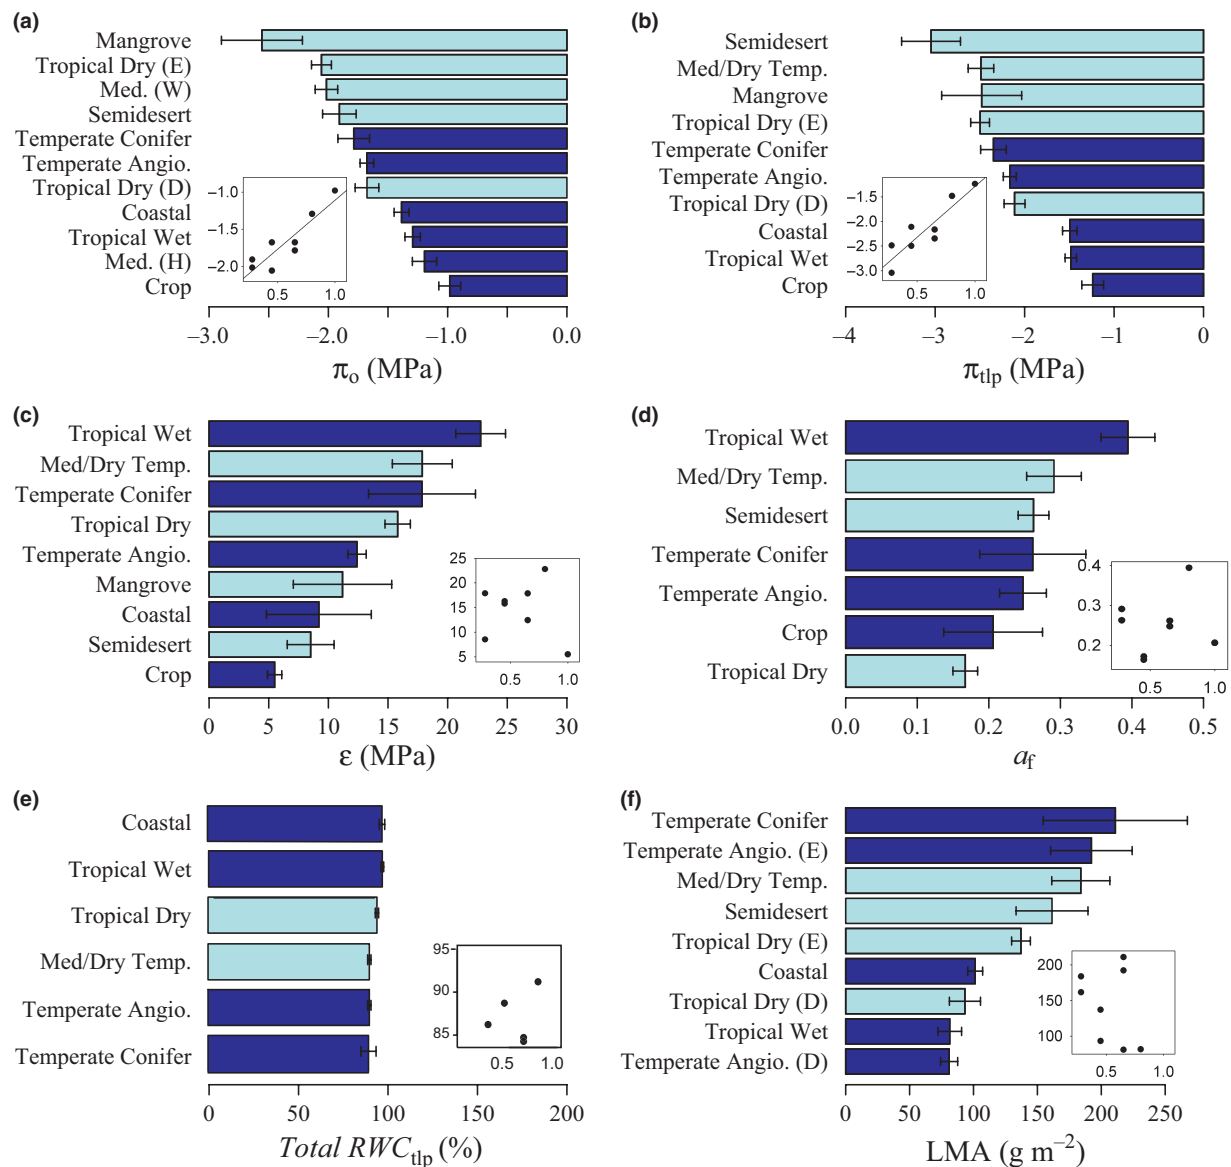 (a)
Mangrove
Tropical Dry (E)
Med. (W)
Semidesert
Temperate Conifer
Temperate Angio.
Tropical Dry (D)
Coastal
Tropical Wet
Med. (H)
Crop
−1.0
−1.5
−2.0
0.5 1.0
−3.0 −2.0 −1.0 0.0
πo (MPa)
(b)
Semidesert
Med/Dry Temp.
Mangrove
Tropical Dry (E)
Temperate Conifer
Temperate Angio.
Tropical Dry (D)
Coastal
Tropical Wet
Crop
−1.5
−2.0
−2.5
−3.0
0.5 1.0
−4 −3 −2 −1 0
πtlp (MPa)
(c)
Tropical Wet
Med/Dry Temp.
Temperate Conifer
Tropical Dry
Temperate Angio.
Mangrove
Coastal
Semidesert
Crop
25
20
15
10
5
0.5 1.0
0 5 10 15 20 25 30
ε (MPa)
(d)
Tropical Wet
Med/Dry Temp.
Semidesert
Temperate Conifer
Temperate Angio.
Crop
Tropical Dry
0.4
0.3
0.2
0.5 1.0
0.0 0.1 0.2 0.3 0.4 0.5
af
(e)
Coastal
Tropical Wet
Tropical Dry
Med/Dry Temp.
Temperate Angio.
Temperate Conifer
95
90
85
0.5 1.0
0 50 100 150 200
Total RWCtlp (%)
(f)
Temperate Conifer
Temperate Angio. (E)
Med/Dry Temp.
Semidesert
Tropical Dry (E)
Coastal
Tropical Dry (D)
Tropical Wet
Temperate Angio. (D)
200
150
100
0.5 1.0
0 50 100 150 200 250
LMA (g m−2)